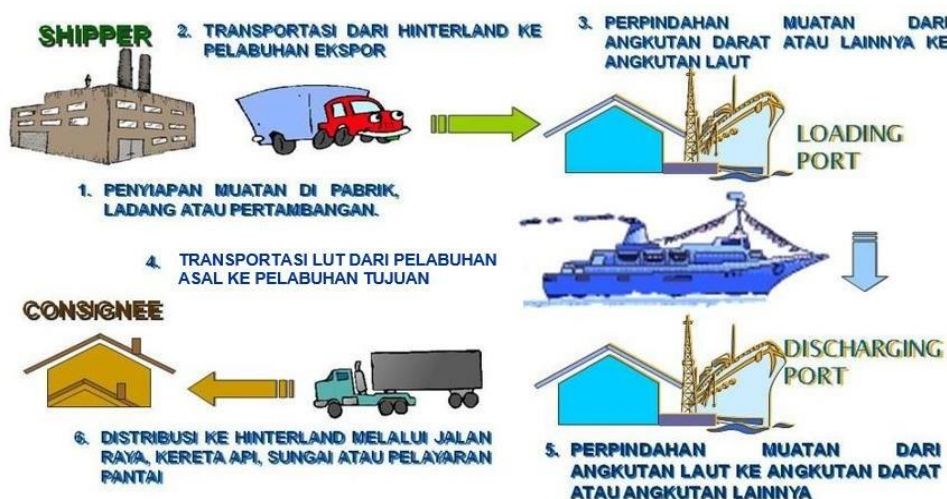 SHIPPER
2. TRANSPORTASI DARI HINTERLAND KE
PELABUHAN EKSPOR
3. PERPINDAHAN MUATAN DARI
ANGKUTAN DARAT ATAU LAINNYA KE
ANGKUTAN LAUT
LOADING
PORT
1. PENYIAPAN MUATAN DI PABRIK,
LADANG ATAU PERTAMBANGAN.
4. TRANSPORTASI LUT DARI PELABUHAN
ASAL KE PELABUHAN TUJUAN
CONSIGNEE
DISCHARGING
PORT
6. DISTRIBUSI KE HINTERLAND MELALUI JALAN
RAYA, KERETA API, SUNGAI ATAU PELAYARAN
PANTAI
5. PERPINDAHAN MUATAN DARI
ANGKUTAN LAUT KE ANGKUTAN DARAT
ATAU ANGKUTAN LAINNYA